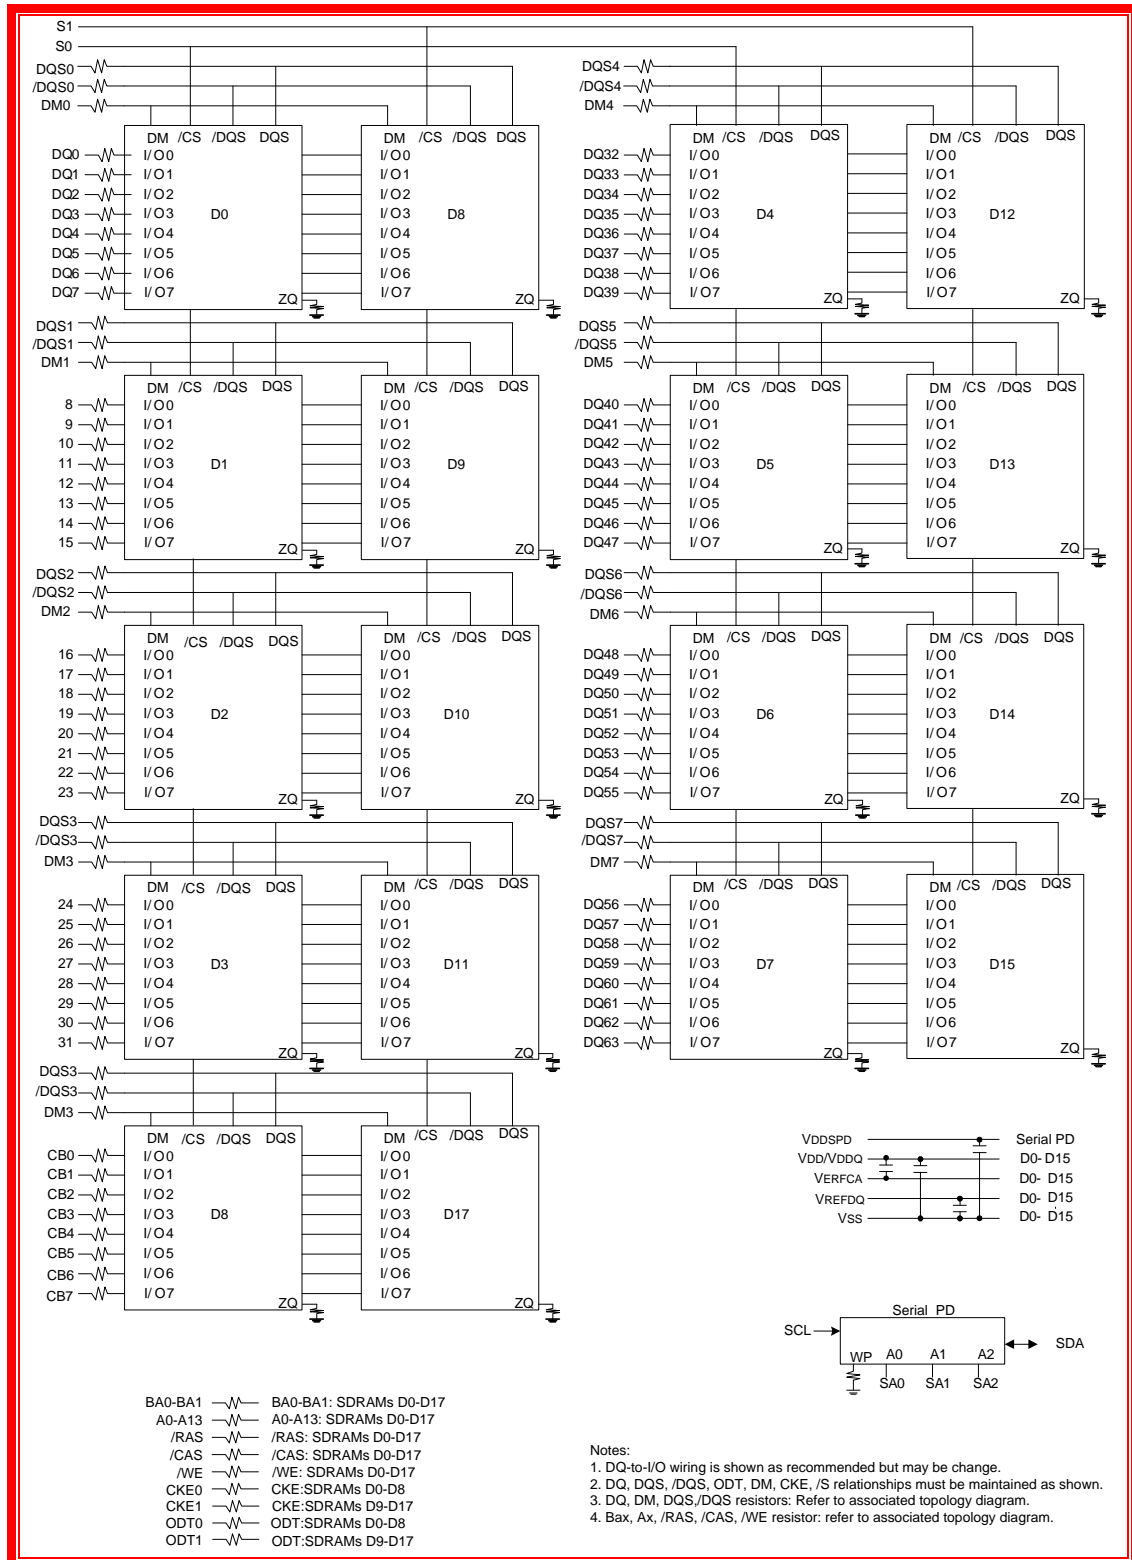 S1
S0
DQS0
/DQS0
DM0
DM /CS /DQS DQS
DQ0 I/O0
DQ1 I/O1
DQ2 I/O2
DQ3 I/O3 D0
DQ4 I/O4
DQ5 I/O5
DQ6 I/O6
DQ7 I/O7
ZQ
DM /CS /DQS DQS
I/O0
I/O1
I/O2
I/O3 D8
I/O4
I/O5
I/O6
I/O7
ZQ
DQS4
/DQS4
DM4
DM /CS /DQS DQS
DQ32 I/O0
DQ33 I/O1
DQ34 I/O2
DQ35 I/O3 D4
DQ36 I/O4
DQ37 I/O5
DQ38 I/O6
DQ39 I/O7
ZQ
DM /CS /DQS DQS
I/O0
I/O1
I/O2
I/O3 D12
I/O4
I/O5
I/O6
I/O7
ZQ
DQS1
/DQS1
DM1
DM /CS /DQS DQS
8 I/O0
9 I/O1
10 I/O2
11 I/O3 D1
12 I/O4
13 I/O5
14 I/O6
15 I/O7
ZQ
DM /CS /DQS DQS
I/O0
I/O1
I/O2
I/O3 D9
I/O4
I/O5
I/O6
I/O7
ZQ
DQS5
/DQS5
DM5
DM /CS /DQS DQS
DQ40 I/O0
DQ41 I/O1
DQ42 I/O2
DQ43 I/O3 D5
DQ44 I/O4
DQ45 I/O5
DQ46 I/O6
DQ47 I/O7
ZQ
DM /CS /DQS DQS
I/O0
I/O1
I/O2
I/O3 D13
I/O4
I/O5
I/O6
I/O7
ZQ
DQS2
/DQS2
DM2
DM /CS /DQS DQS
16 I/O0
17 I/O1
18 I/O2
19 I/O3 D2
20 I/O4
21 I/O5
22 I/O6
23 I/O7
ZQ
DM /CS /DQS DQS
I/O0
I/O1
I/O2
I/O3 D10
I/O4
I/O5
I/O6
I/O7
ZQ
DQS6
/DQS6
DM6
DM /CS /DQS DQS
DQ48 I/O0
DQ49 I/O1
DQ50 I/O2
DQ51 I/O3 D6
DQ52 I/O4
DQ53 I/O5
DQ54 I/O6
DQ55 I/O7
ZQ
DM /CS /DQS DQS
I/O0
I/O1
I/O2
I/O3 D14
I/O4
I/O5
I/O6
I/O7
ZQ
DQS3
/DQS3
DM3
DM /CS /DQS DQS
24 I/O0
25 I/O1
26 I/O2
27 I/O3 D3
28 I/O4
29 I/O5
30 I/O6
31 I/O7
ZQ
DM /CS /DQS DQS
I/O0
I/O1
I/O2
I/O3 D11
I/O4
I/O5
I/O6
I/O7
ZQ
DQS7
/DQS7
DM7
DM /CS /DQS DQS
DQ56 I/O0
DQ57 I/O1
DQ58 I/O2
DQ59 I/O3 D7
DQ60 I/O4
DQ61 I/O5
DQ62 I/O6
DQ63 I/O7
ZQ
DM /CS /DQS DQS
I/O0
I/O1
I/O2
I/O3 D15
I/O4
I/O5
I/O6
I/O7
ZQ
DQS3
/DQS3
DM3
DM /CS /DQS DQS
CB0 I/O0
CB1 I/O1
CB2 I/O2
CB3 I/O3 D8
CB4 I/O4
CB5 I/O5
CB6 I/O6
CB7 I/O7
ZQ
DM /CS /DQS DQS
I/O0
I/O1
I/O2
I/O3 D17
I/O4
I/O5
I/O6
I/O7
ZQ
VDDSPD Serial PD
VDD/VDDQ D0- D15
VERFCA D0- D15
VREFDQ D0- D15
VSS D0- D15
Serial PD
SCL SDA
WP A0 A1 A2
SA0 SA1 SA2
BA0-BA1 BA0-BA1: SDRAMs D0-D17
A0-A13 A0-A13: SDRAMs D0-D17
/RAS /RAS: SDRAMs D0-D17
/CAS /CAS: SDRAMs D0-D17
/WE /WE: SDRAMs D0-D17
CKE0 CKE:SDRAMs D0-D8
CKE1 CKE:SDRAMs D9-D17
ODT0 ODT:SDRAMs D0-D8
ODT1 ODT:SDRAMs D9-D17
Notes:
1. DQ-to-I/O wiring is shown as recommended but may be change.
2. DQ, DQS, /DQS, ODT, DM, CKE, /S relationships must be maintained as shown.
3. DQ, DM, DQS,/DQS resistors: Refer to associated topology diagram.
4. Bax, Ax, /RAS, /CAS, /WE resistor: refer to associated topology diagram.